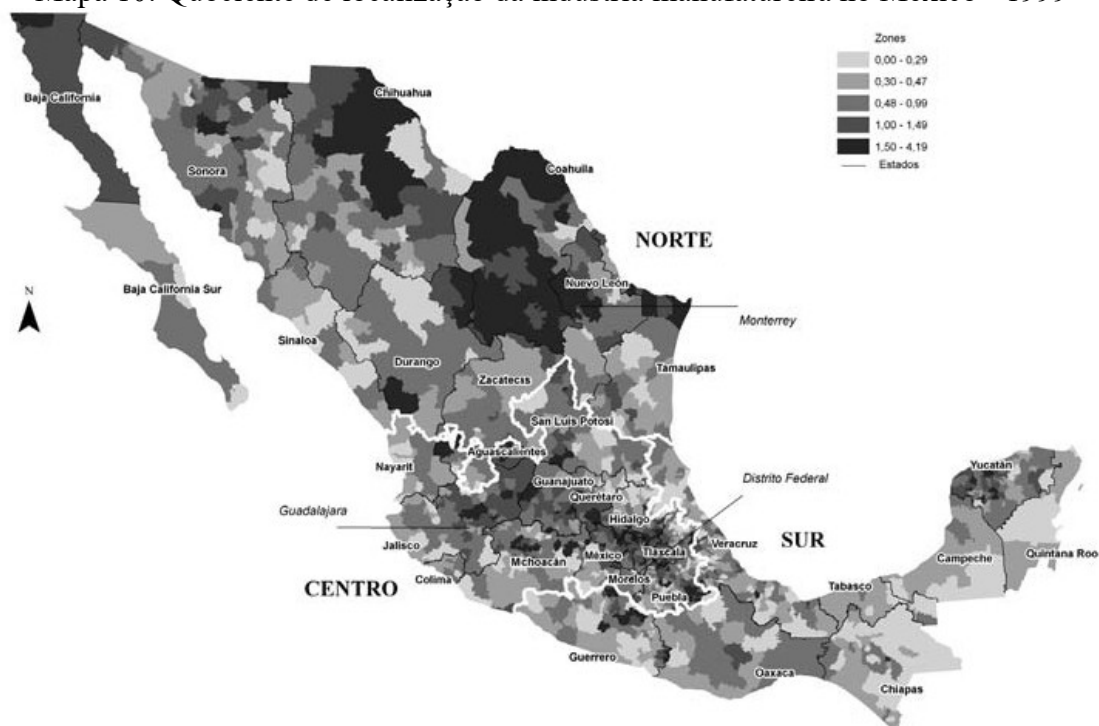 Mapa 10: Quociente de localização da indústria manufatureira no México - 1999
Zones
0,00 - 0,29
0,30 - 0,47
0,48 - 0,99
1,00 - 1,49
1,50 - 4,19
Estados
Baja California
Chihuahua
Sonora
Coahuila
NORTE
Nuevo León
N
Baja California Sur
Monterrey
Sinaloa
Durango
Zacatecas
Tamaulipas
San Luis Potosí
Aguascalientes
Nayarit
Guanajuato
Querétaro
Distrito Federal
Yucatán
Guadalajara
Hidalgo
SUR
Jalisco
Michoacán
México
Tlaxcala
Veracruz
Campeche
Quintana Roo
Colima
CENTRO
Morelos
Puebla
Tabasco
Guerrero
Oaxaca
Chiapas